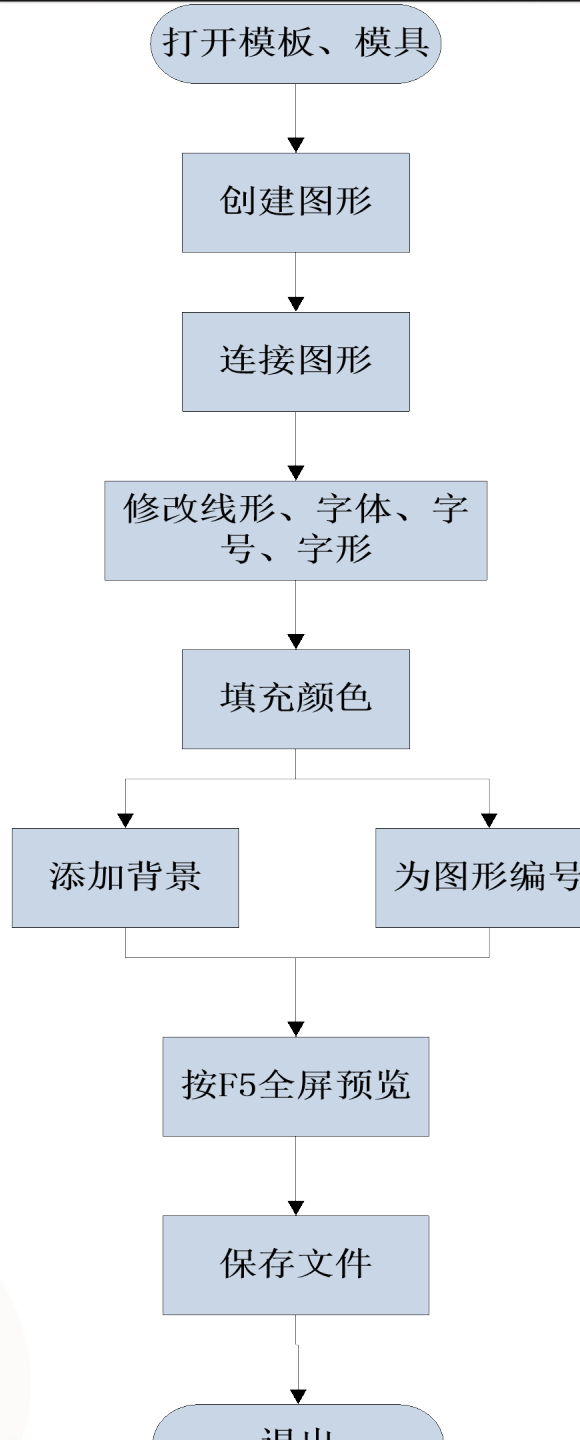 打开模板、模具
创建图形
连接图形
修改线形、字体、字
号、字形
填充颜色
添加背景
为图形编号
按F5全屏预览
保存文件
退出